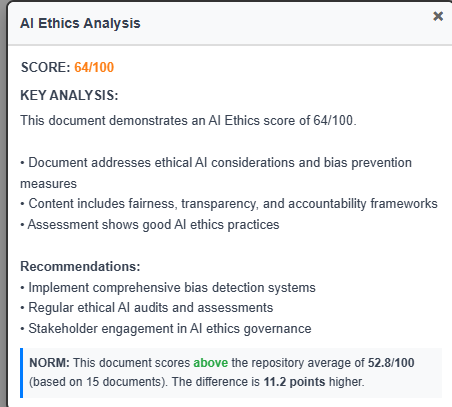 AI Ethics Analysis ×
SCORE: 64/100
KEY ANALYSIS:
This document demonstrates an AI Ethics score of 64/100.
• Document addresses ethical AI considerations and bias prevention
measures
• Content includes fairness, transparency, and accountability frameworks
• Assessment shows good AI ethics practices
Recommendations:
• Implement comprehensive bias detection systems
• Regular ethical AI audits and assessments
• Stakeholder engagement in AI ethics governance
NORM: This document scores above the repository average of 52.8/100
(based on 15 documents). The difference is 11.2 points higher.